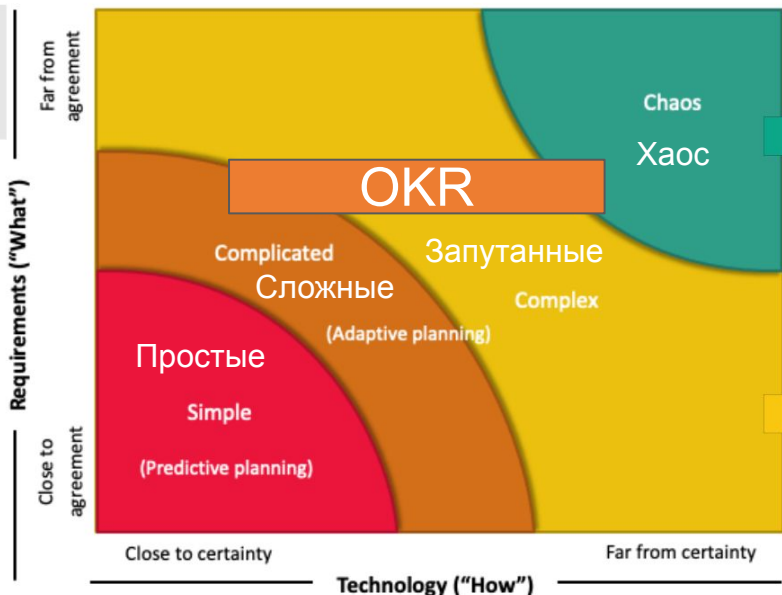 Far from
agreement
Requirements ("What")
Close to
agreement
Chaos
Хаос
OKR
Complicated
Сложные
(Adaptive planning)
Запутанные
Complex
Простые
Simple
(Predictive planning)
Close to certainty
Far from certainty
Technology ("How")